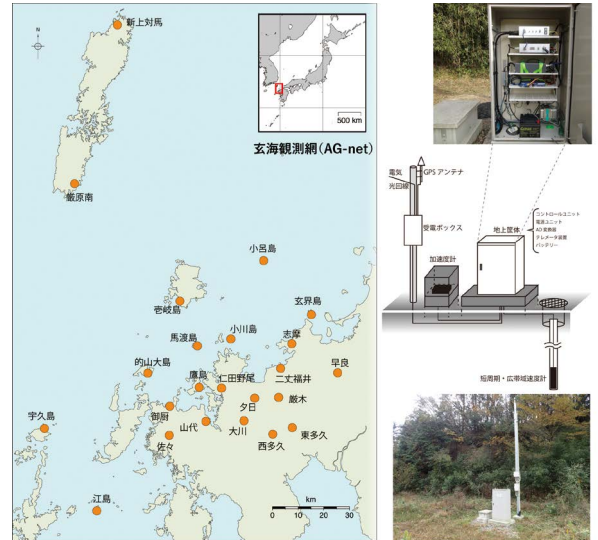 新上対馬
N
500 km
玄海観測網(AG-net)
厳原南
小呂島
壱岐島
玄界島
小川島
志摩
馬渡島
早良
的山大島
二丈福井
鷹島
仁田野尾
夕日
厳木
宇久島
御厨
山代
大川
東多久
佐々
西多久
江島
km
0 10 20 30
電気
GPS アンテナ
光回線
受電ボックス
加速度計
地上筐体
コントロールユニット
電源ユニット
AD 変換器
テレメータ装置
バッテリー
短周期・広帯域速度計